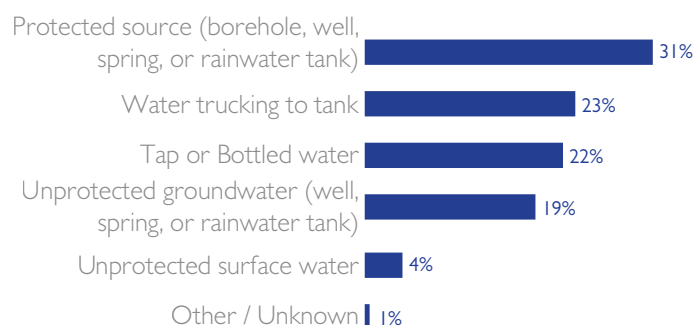 Protected source (borehole, well,
spring, or rainwater tank)
31%
Water trucking to tank
23%
Tap or Bottled water
22%
Unprotected groundwater (well,
spring, or rainwater tank)
19%
Unprotected surface water
4%
Other / Unknown
1%